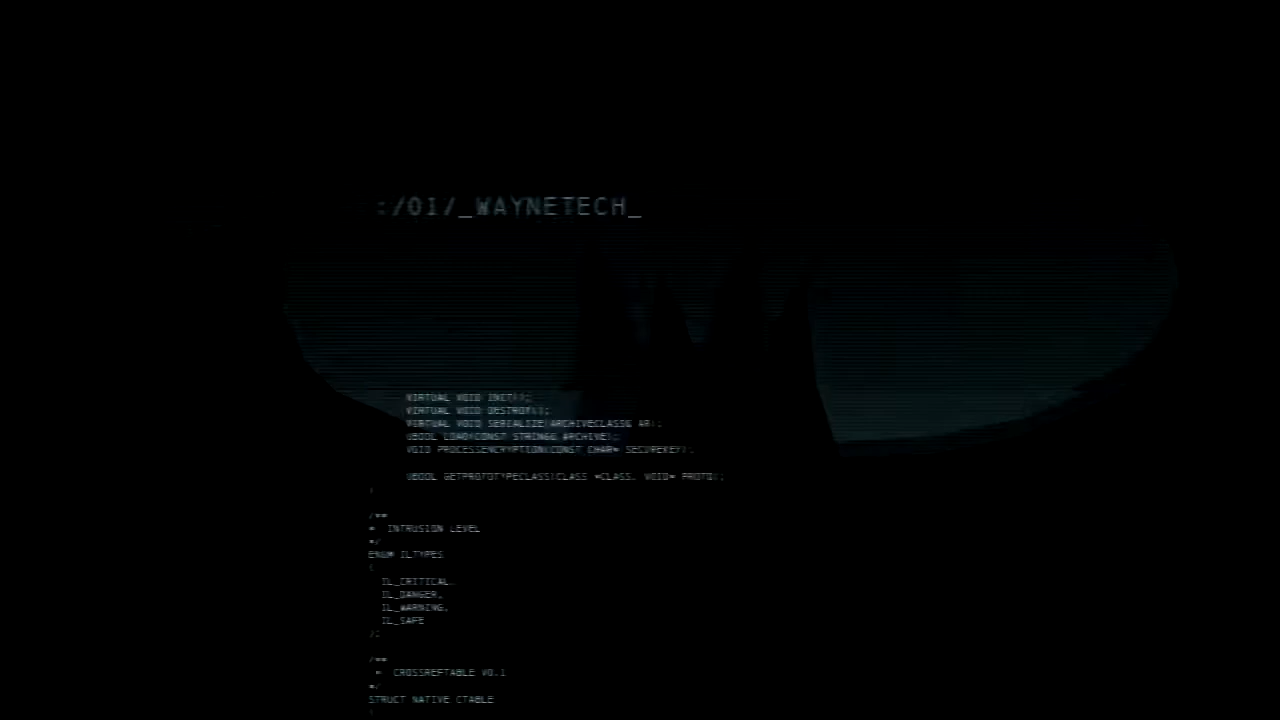 :/01/_WAYNETECH_
VIRTUAL VOID INIT();
VIRTUAL VOID DESTROY();
VIRTUAL VOID SERIALIZE(ARCHIVECLASS& AR);
UBOOL LOAD(CONST STRING& ARCHIVE);
VOID PROCESSENCRYPTION(CONST CHAR* SECUREKEY);
UBOOL GETPROTOTYPECLASS(CLASS *CLASS, VOID* PROTO);
}
/**
* INTRUSION LEVEL
*/
ENUM ILTYPES
{
IL_CRITICAL,
IL_DANGER,
IL_WARNING,
IL_SAFE
};
/**
* CROSSREFTABLE V0.1
*/
STRUCT NATIVE CTABLE
{